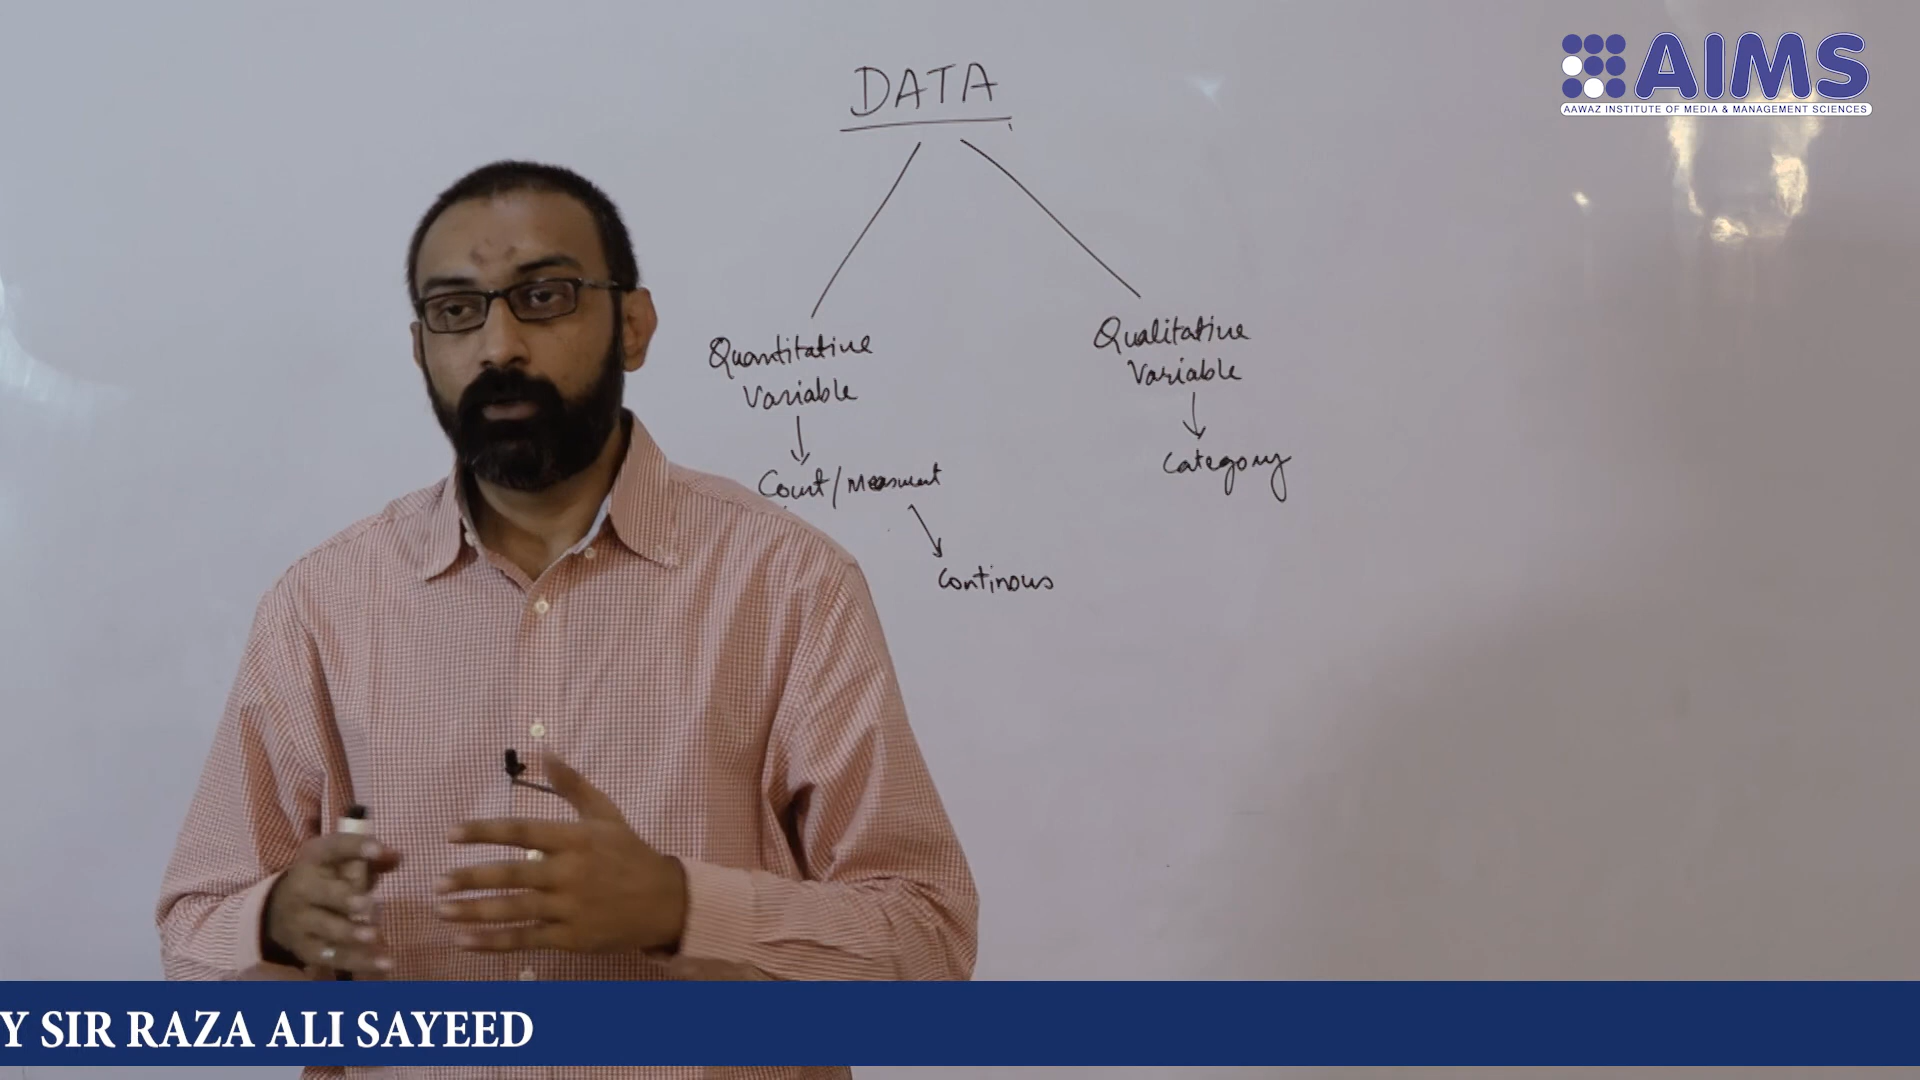 AIMS
AAWAZ INSTITUTE OF MEDIA & MANAGEMENT SCIENCES
DATA
Quantitative
Variable
Qualitative
Variable
Category
Count/Measurent
Continous
Y SIR RAZA ALI SAYEED